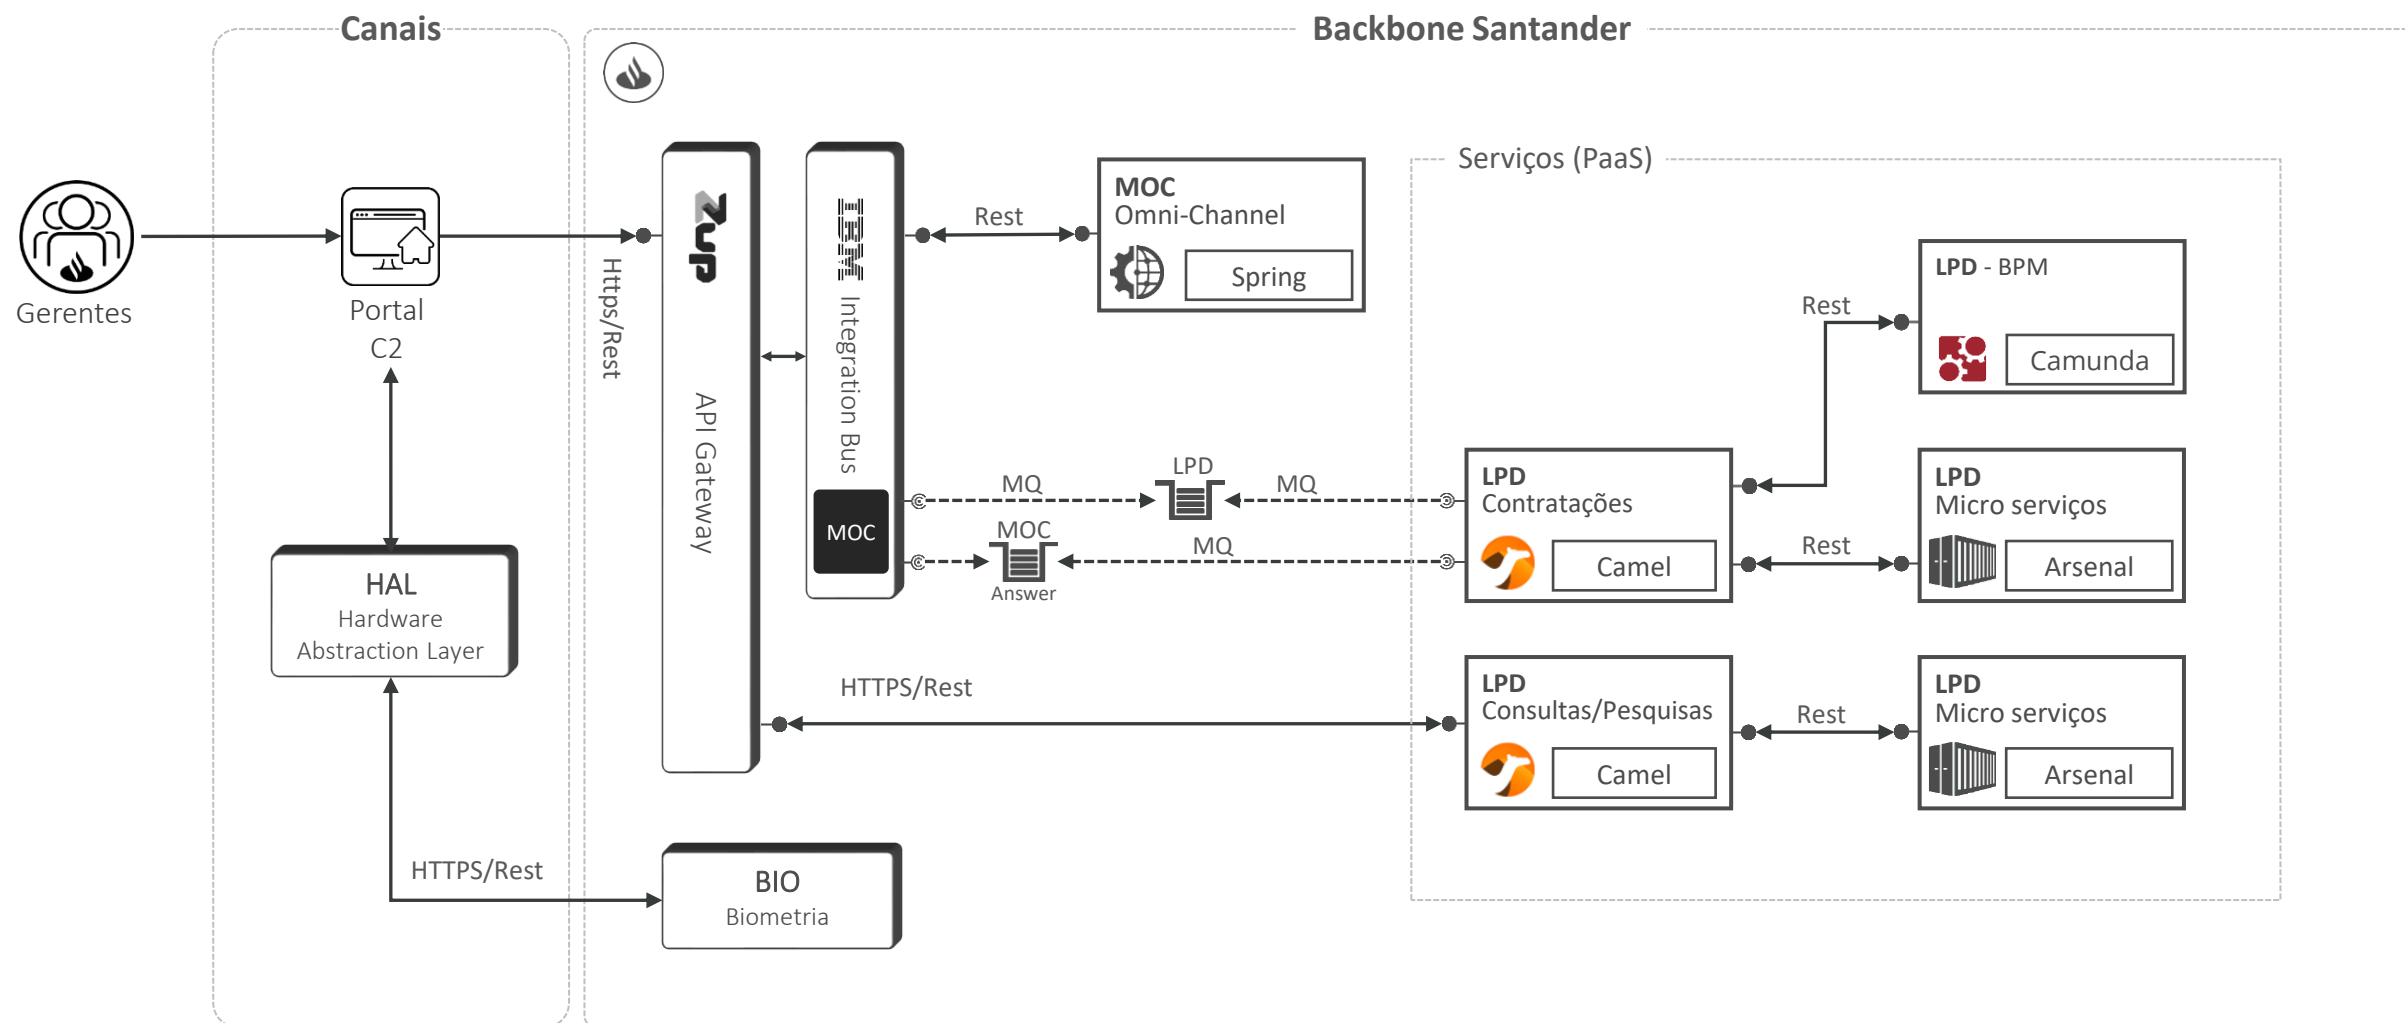 Canais
Backbone Santander
Gerentes
Portal
C2
Https/Rest
HAL
Hardware
Abstraction Layer
HTTPS/Rest
BIO
Biometria
Zup
API Gateway
IBM
Integration Bus
MOC
Rest
MOC
Omni-Channel
Spring
MQ
LPD
MQ
MOC
Answer
MQ
HTTPS/Rest
Serviços (PaaS)
LPD
Contratações
Camel
Rest
LPD - BPM
Camunda
Rest
LPD
Micro serviços
Arsenal
LPD
Consultas/Pesquisas
Camel
Rest
LPD
Micro serviços
Arsenal